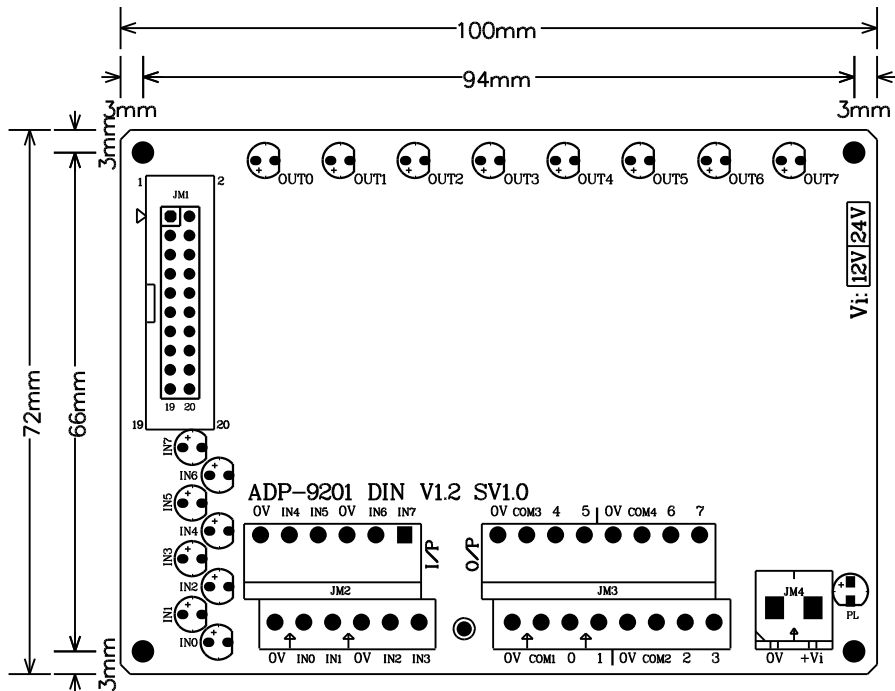 100mm
94mm
3mm
3mm
3mm
OUT0 OUT1 OUT2 OUT3 OUT4 OUT5 OUT6 OUT7
1 2
JM1
Vi: 12V 24V
72mm
66mm
19 20
19 20
IN7
IN6
IN5
IN4
IN3
IN2
IN1
IN0
ADP-9201 DIN V1.2 SV1.0
0V IN4 IN5 0V IN6 IN7
I/P
O/P
0V COM3 4 5 0V COM4 6 7
JM2
JM3
JM4
PL
0V IN0 IN1 0V IN2 IN3
0V COM1 0 1 0V COM2 2 3
0V +Vi
3mm